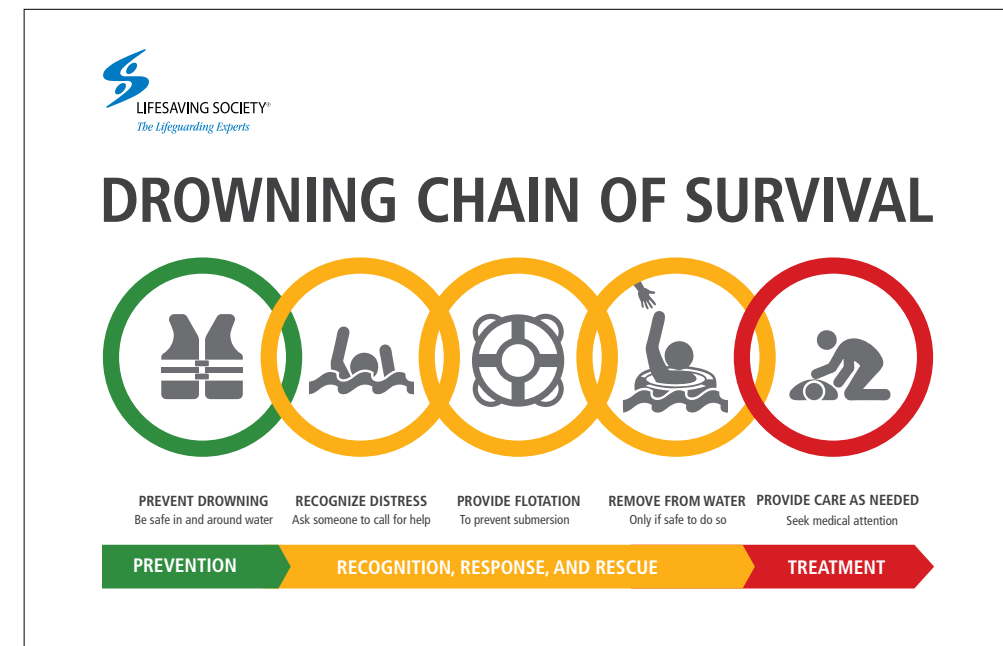 LIFESAVING SOCIETY®
The Lifeguarding Experts
DROWNING CHAIN OF SURVIVAL
PREVENT DROWNING
Be safe in and around water
RECOGNIZE DISTRESS
Ask someone to call for help
PROVIDE FLOTATION
To prevent submersion
REMOVE FROM WATER
Only if safe to do so
PROVIDE CARE AS NEEDED
Seek medical attention
PREVENTION
RECOGNITION, RESPONSE, AND RESCUE
TREATMENT